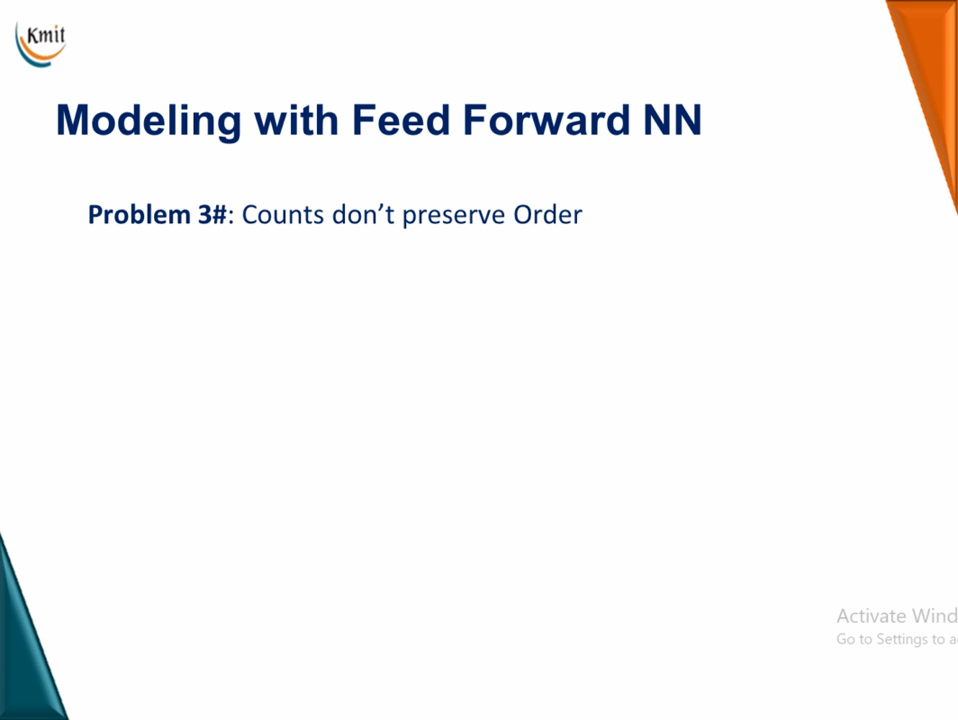 Kmit
Modeling with Feed Forward NN
Problem 3#: Counts don’t preserve Order
Activate Wind
Go to Settings to a